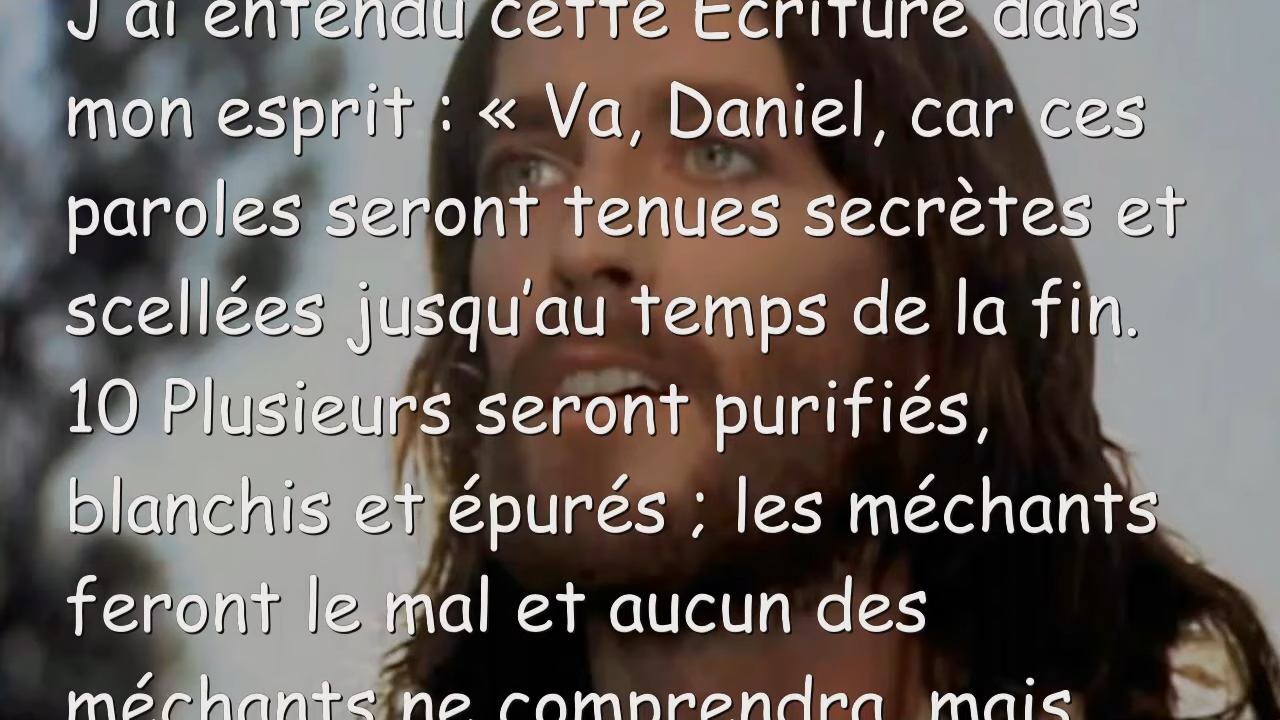 J'ai entendu cette Ecriture dans
mon esprit : « Va, Daniel, car ces
paroles seront tenues secrètes et
scellées jusqu'au temps de la fin.
10 Plusieurs seront purifiés,
blanchis et épurés ; les méchants
feront le mal et aucun des
méchants ne comprendra, mais